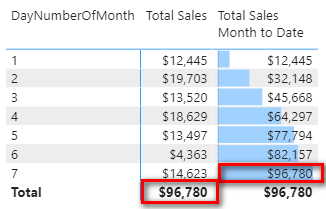 DayNumberOfMonth Total Sales Total Sales
Month to Date
1 $12,445 $12,445
2 $19,703 $32,148
3 $13,520 $45,668
4 $18,629 $64,297
5 $13,497 $77,794
6 $4,363 $82,157
7 $14,623 $96,780
Total $96,780 $96,780